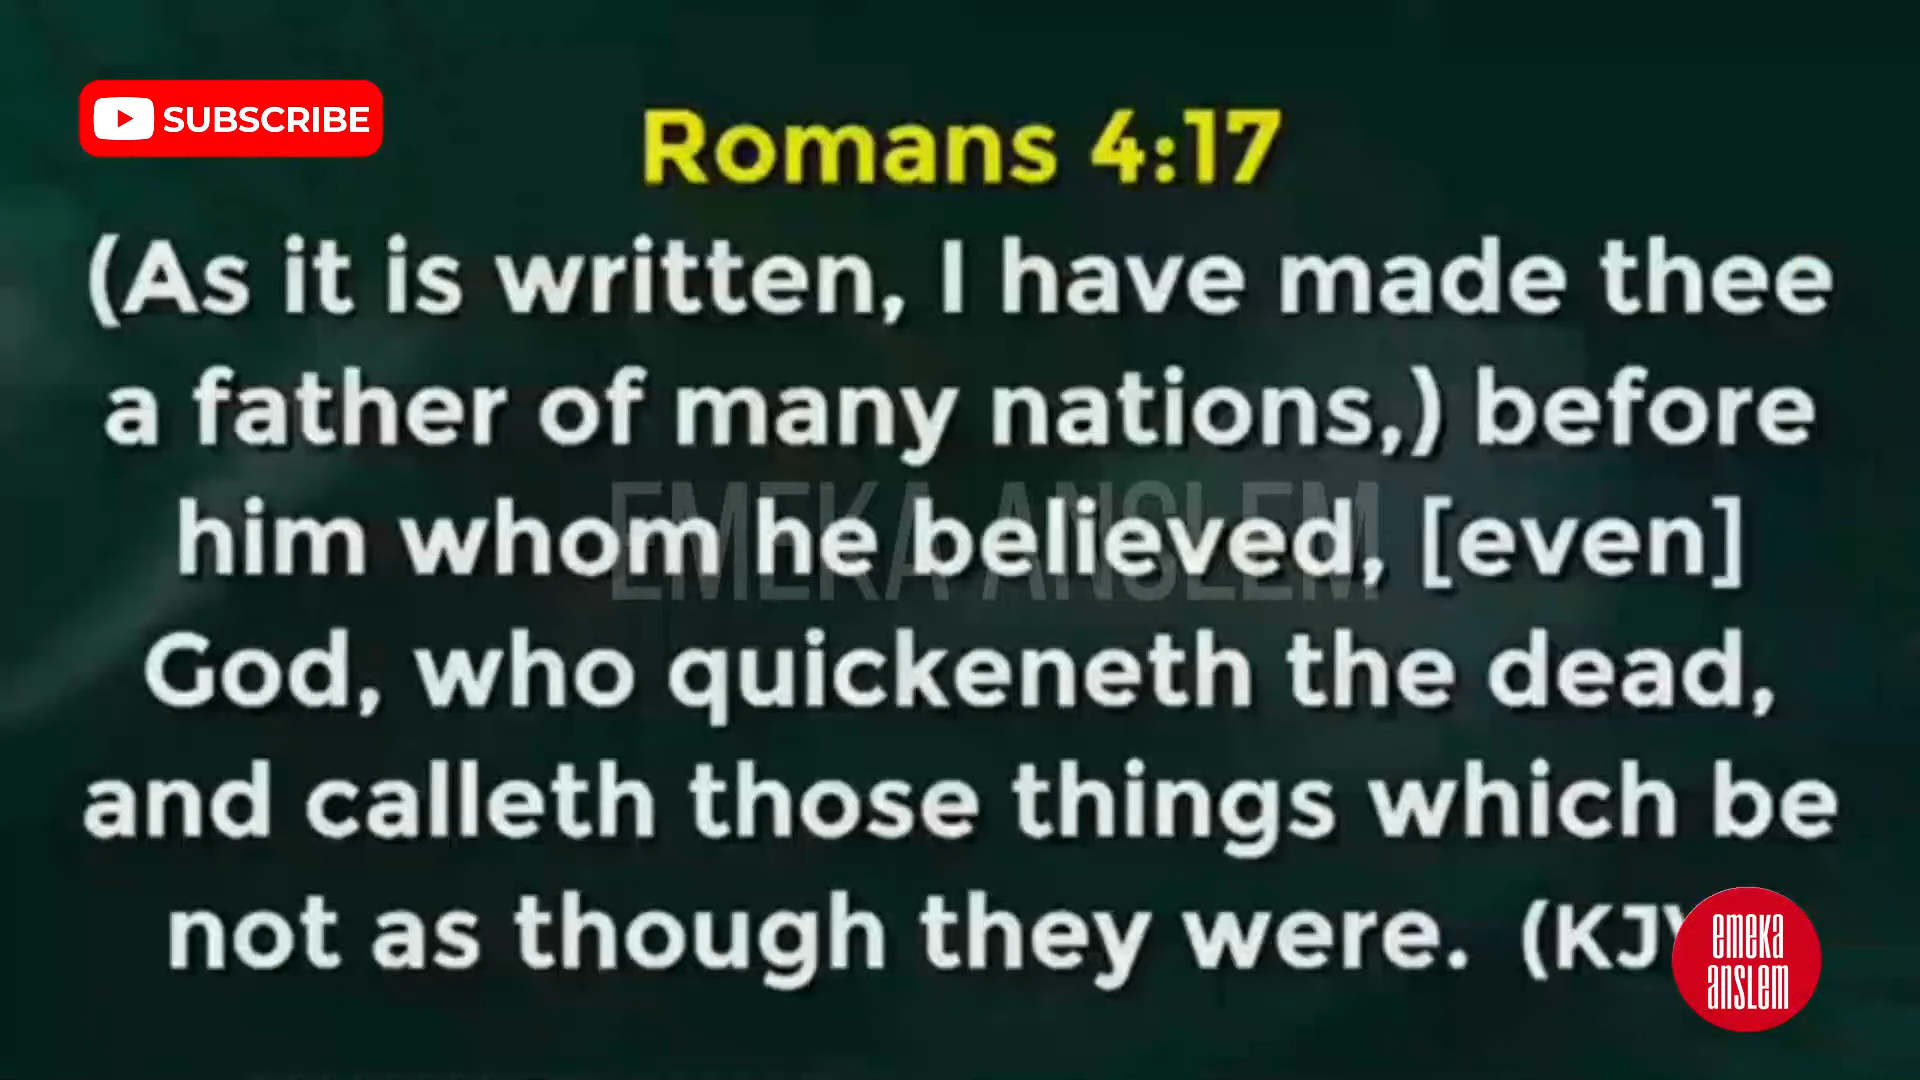 SUBSCRIBE
Romans 4:17
(As it is written, I have made thee
a father of many nations,) before
him whom he believed, [even]
EMEKA ANSLEM
God, who quickeneth the dead,
and calleth those things which be
not as though they were. (KJV
emeka
anslem